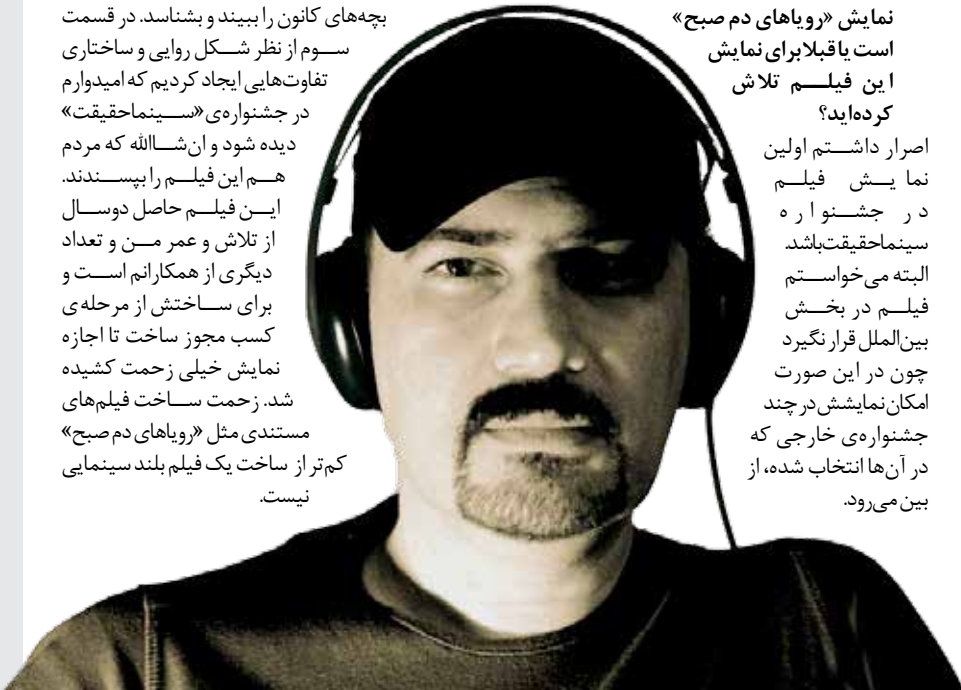 نمایش «رویاهای دم صبح»
است یا قبلا برای نمایش
این فیلم تلاش
کرده‌اید؟
اصرار داشتم اولین
نمایش فیلم
در جشنواره
سینماحقیقت‌باشد.
البته می‌خواستم
فیلم در بخش
بین‌الملل قرار نگیرد
چون در این صورت
امکان نمایشش در چند
جشنواره‌ی خارجی که
در آن‌ها انتخاب شده، از
بین می‌رود.
بچه‌های کانون را ببیند و بشناسد. در قسمت
سوم از نظر شکل روایی و ساختاری
تفاوت‌هایی ایجاد کردیم که امیدوارم
در جشنواره‌ی «سینماحقیقت»
دیده شود و ان‌شاالله که مردم
هم این فیلم را بپسندند.
این فیلم حاصل دوسال
از تلاش و عمر من و تعداد
دیگری از همکارانم است و
برای ساختش از مرحله‌ی
کسب مجوز ساخت تا اجازه
نمایش خیلی زحمت کشیده
شد. زحمت ساخت فیلم‌های
مستندی مثل «رویاهای دم صبح»
کم‌تر از ساخت یک فیلم بلند سینمایی
نیست.